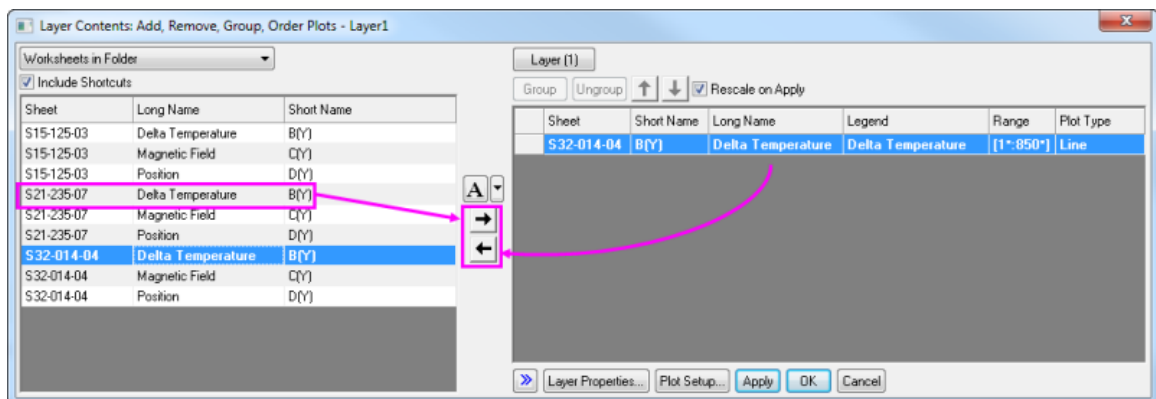 Layer Contents: Add, Remove, Group, Order Plots - Layer1
x
Worksheets in Folder
Include Shortcuts
Sheet Long Name Short Name
S15-125-03 Delta Temperature B(Y)
S15-125-03 Magnetic Field C(Y)
S15-125-03 Position D(Y)
S21-235-07 Delta Temperature B(Y)
S21-235-07 Magnetic Field C(Y)
S21-235-07 Position D(Y)
S32-014-04 Delta Temperature B(Y)
S32-014-04 Magnetic Field C(Y)
S32-014-04 Position D(Y)
A
Layer (1)
Group Ungroup Rescale on Apply
Sheet Short Name Long Name Legend Range Plot Type
S32-014-04 B(Y) Delta Temperature Delta Temperature [1*:850*] Line
Layer Properties... Plot Setup... Apply OK Cancel